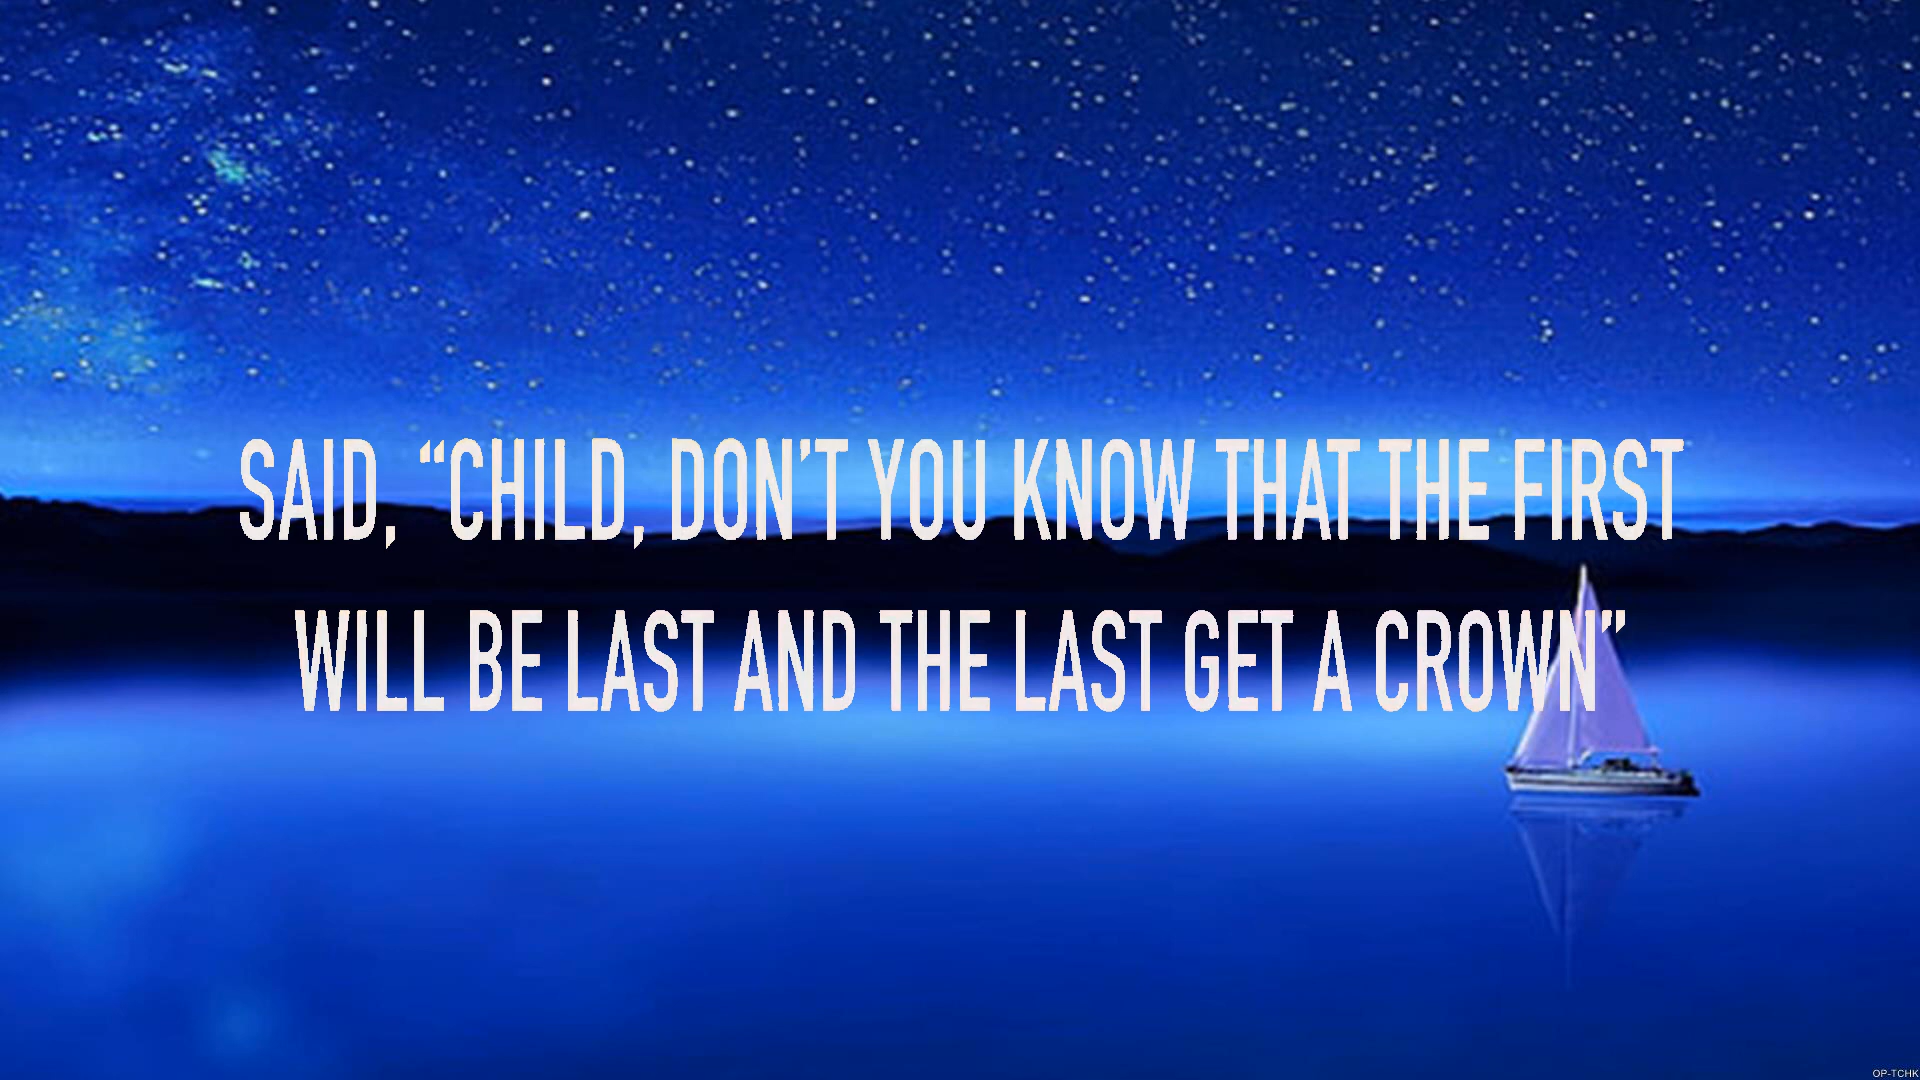 SAID, “CHILD, DON’T YOU KNOW THAT THE FIRST
WILL BE LAST AND THE LAST GET A CROWN”
OP-TCHK